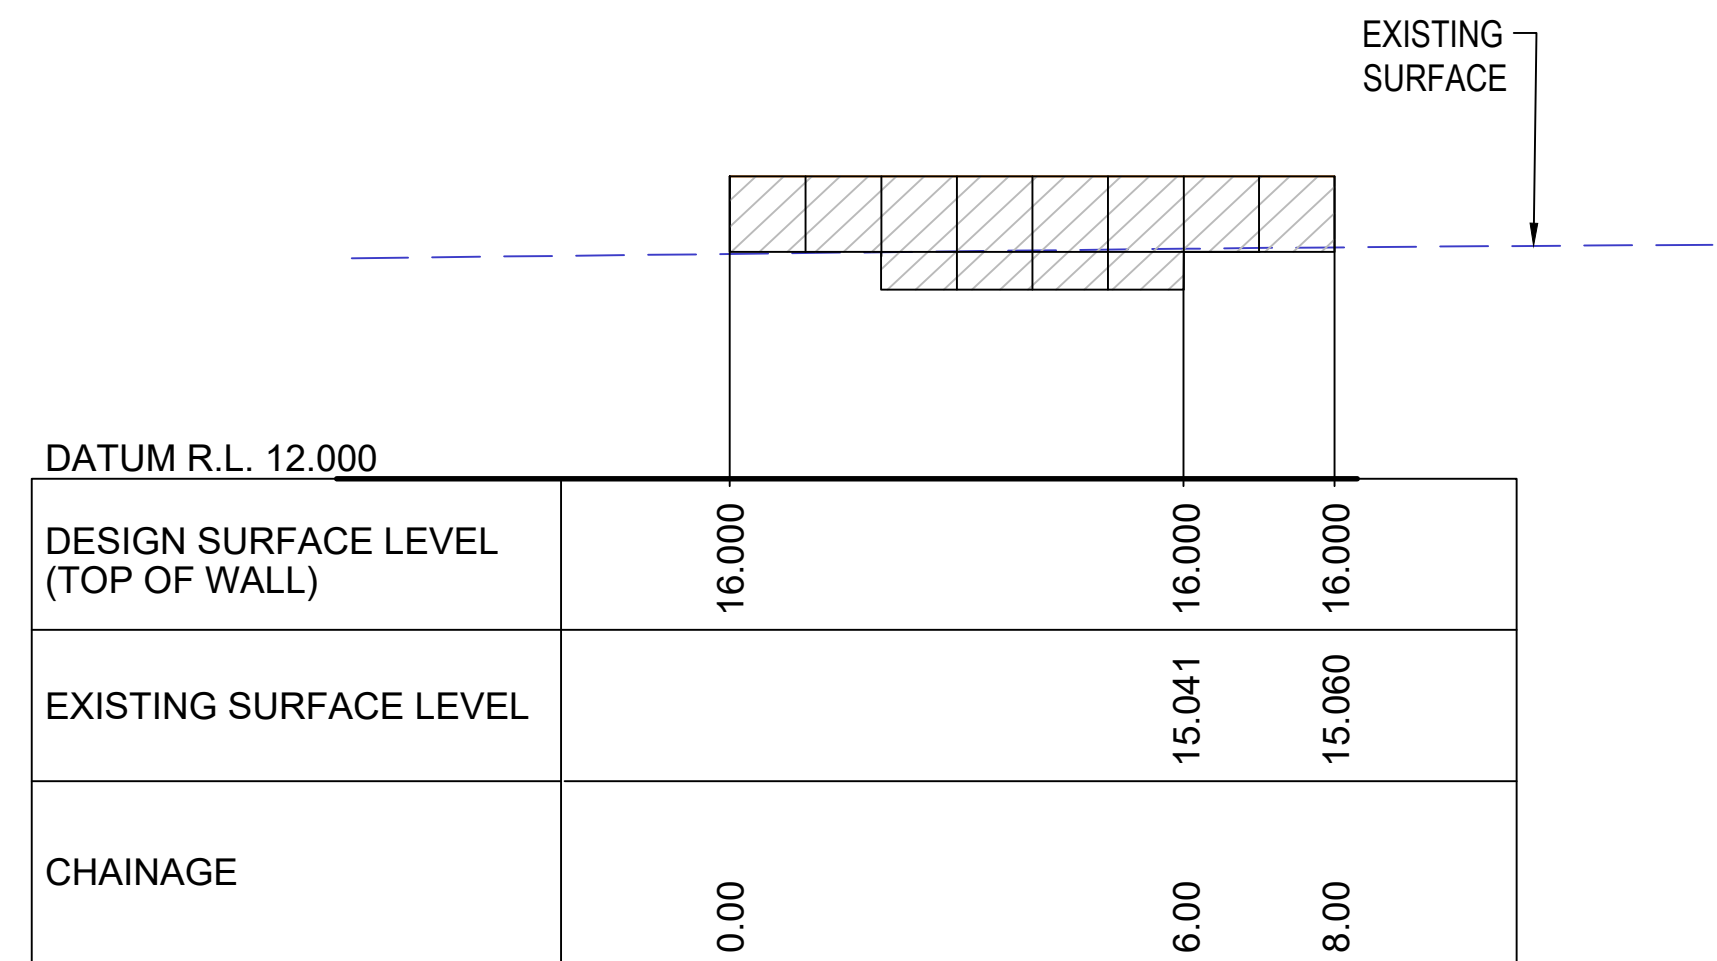 EXISTING
SURFACE
DATUM R.L. 12.000
DESIGN SURFACE LEVEL
(TOP OF WALL)
16.000
16.000
16.000
EXISTING SURFACE LEVEL
15.041
15.060
CHAINAGE
0.00
6.00
8.00